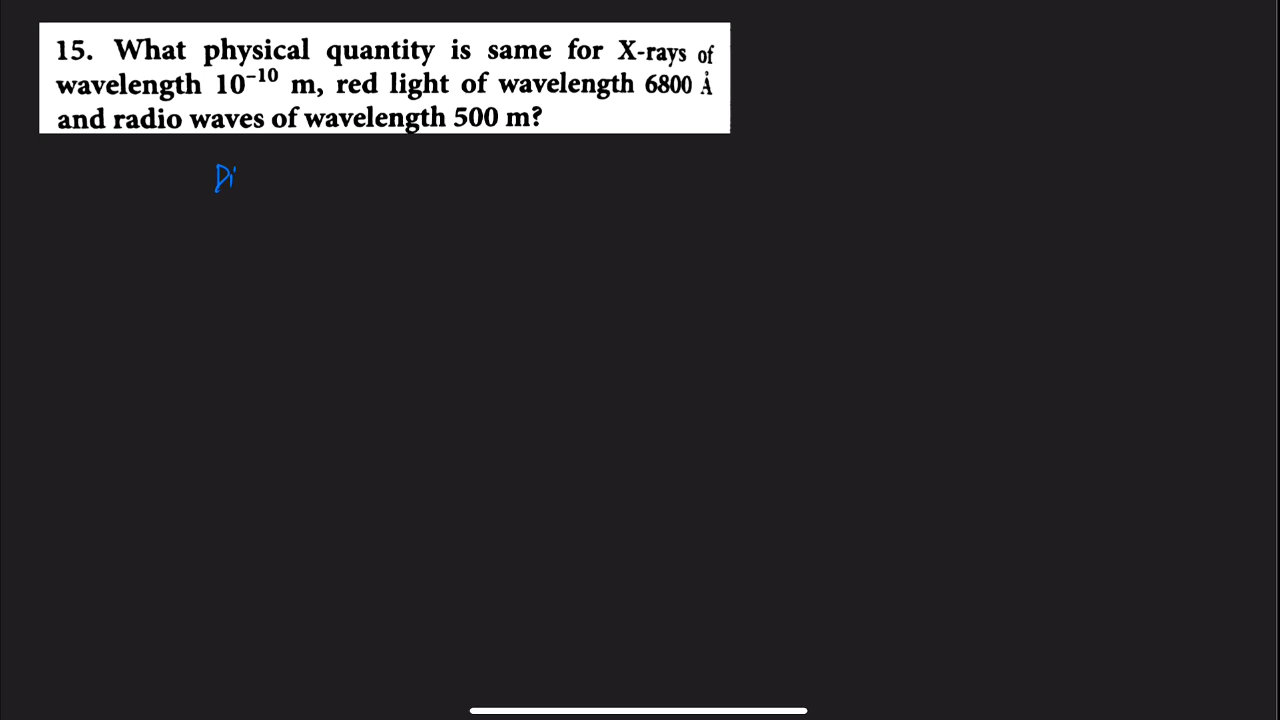 15. What physical quantity is same for X-rays of
wavelength 10⁻¹⁰ m, red light of wavelength 6800 Å
and radio waves of wavelength 500 m?
Di